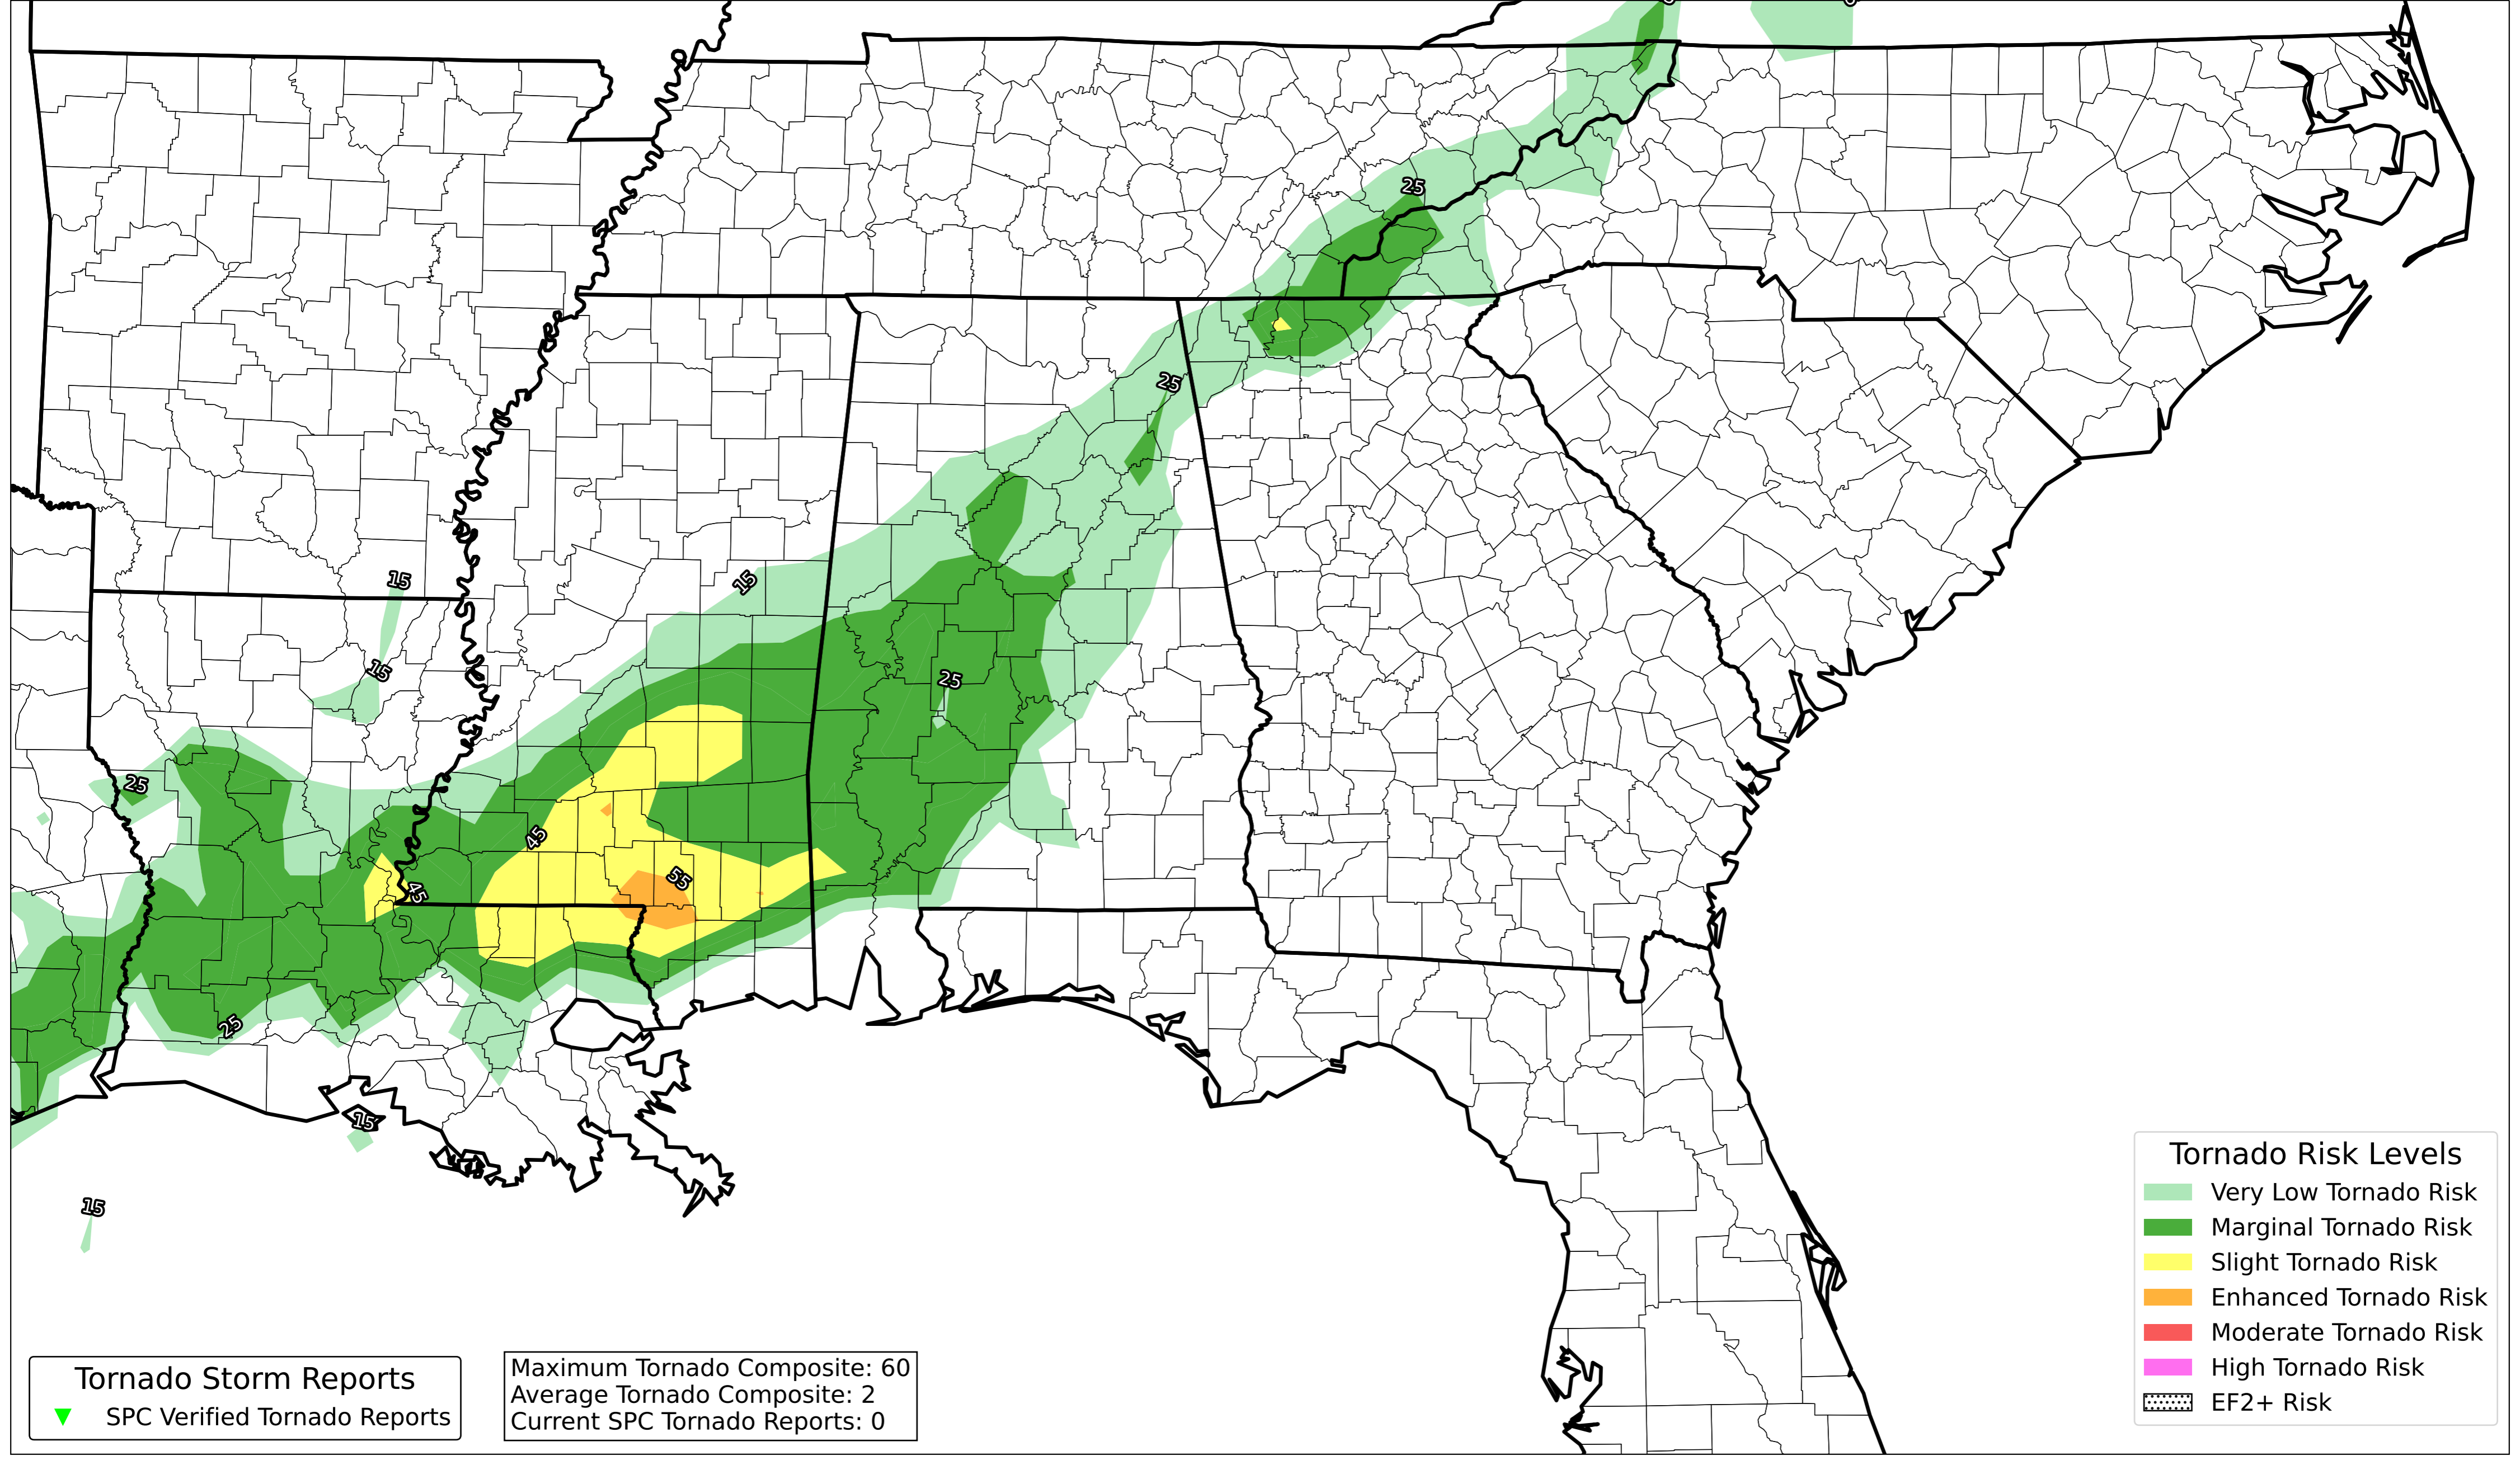 25
25
15
15
15
25
25
45
55
45
25
15
15
Tornado Risk Levels
Very Low Tornado Risk
Marginal Tornado Risk
Slight Tornado Risk
Enhanced Tornado Risk
Moderate Tornado Risk
High Tornado Risk
EF2+ Risk
Tornado Storm Reports
SPC Verified Tornado Reports
Maximum Tornado Composite: 60
Average Tornado Composite: 2
Current SPC Tornado Reports: 0